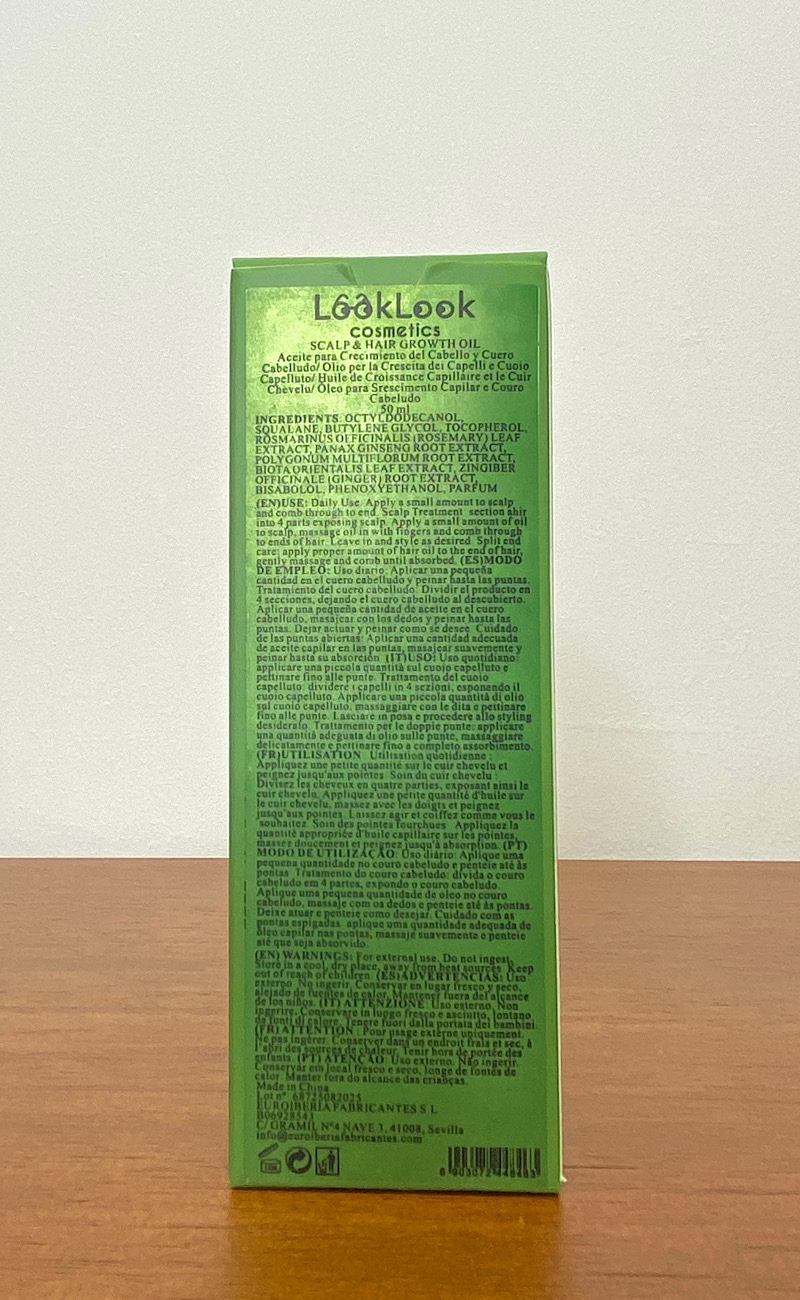 LookLook
cosmetics
SCALP & HAIR GROWTH OIL
Aceite para Crecimiento del Cabello y Cuero
Cabelludo/ Olio per la Crescita dei Capelli e Cuoio
Capelluto/ Huile de Croissance Capillaire et le Cuir
Chevelu/ Óleo para Srescimento Capilar e Couro
Cabeludo
50 ml
INGREDIENTS: OCTYLDODECANOL,
SQUALANE, BUTYLENE GLYCOL, TOCOPHEROL,
ROSMARINUS OFFICINALIS (ROSEMARY) LEAF
EXTRACT, PANAX GINSENG ROOT EXTRACT,
POLYGONUM MULTIFLORUM ROOT EXTRACT,
BIOTA ORIENTALIS LEAF EXTRACT, ZINGIBER
OFFICINALE (GINGER) ROOT EXTRACT,
BISABOLOL, PHENOXYETHANOL, PARFUM
(EN)USE: Daily Use: Apply a small amount to scalp
and comb through to end. Scalp Treatment: section ahir
into 4 parts exposing scalp. Apply a small amount of oil
to scalp, massage oil in with fingers and comb through
to ends of hair. Leave in and style as desired. Split end
care: apply proper amount of hair oil to the end of hair,
gently massage and comb until absorbed. (ES)MODO
DE EMPLEO: Uso diario: Aplicar una pequeña
cantidad en el cuero cabelludo y peinar hasta las puntas.
Tratamiento del cuero cabelludo: Dividir el producto en
4 secciones, dejando el cuero cabelludo al descubierto.
Aplicar una pequeña cantidad de aceite en el cuero
cabelludo, masajear con los dedos y peinar hasta las
puntas. Dejar actuar y peinar como se desee. Cuidado
de las puntas abiertas: Aplicar una cantidad adecuada
de aceite capilar en las puntas, masajear suavemente y
peinar hasta su absorción. (IT)USO: Uso quotidiano:
applicare una piccola quantità sul cuoio capelluto e
pettinare fino alle punte. Trattamento del cuoio
capelluto: dividere i capelli in 4 sezioni, esponendo il
cuoio capelluto. Applicare una piccola quantità di olio
sul cuoio capelluto, massaggiare con le dita e pettinare
fino alle punte. Lasciare in posa e procedere allo styling
desiderato. Trattamento per le doppie punte: applicare
una quantità adeguata di olio sulle punte, massaggiare
delicatamente e pettinare fino a completo assorbimento.
(FR)UTILISATION: Utilisation quotidienne :
Appliquez une petite quantité sur le cuir chevelu et
peignez jusqu'aux pointes. Soin du cuir chevelu :
Divisez les cheveux en quatre parties, exposant ainsi le
cuir chevelu. Appliquez une petite quantité d'huile sur
le cuir chevelu, massez avec les doigts et peignez
jusqu'aux pointes. Laissez agir et coiffez comme vous le
souhaitez. Soin des pointes fourchues : Appliquez la
quantité appropriée d'huile capillaire sur les pointes,
massez doucement et peignez jusqu'à absorption. (PT)
MODO DE UTILIZAÇÃO: Uso diário: Aplique uma
pequena quantidade no couro cabeludo e penteie até às
pontas. Tratamento do couro cabeludo: divida o couro
cabeludo em 4 partes, expondo o couro cabeludo.
Aplique uma pequena quantidade de óleo no couro
cabeludo, massaje com os dedos e penteie até às pontas.
Deixe atuar e penteie como desejar. Cuidado com as
pontas espigadas: aplique uma quantidade adequada de
óleo capilar nas pontas, massaje suavemente e penteie
até que seja absorvido.
(EN)WARNINGS: For external use. Do not ingest.
Store in a cool, dry place, away from heat sources. Keep
out of reach of children. (ES)ADVERTENCIAS: Uso
externo. No ingerir. Conservar en lugar fresco y seco,
alejado de fuentes de calor. Mantener fuera del alcance
de los niños. (IT) ATTENZIONE: Uso esterno. Non
ingerire. Conservare in luogo fresco e asciutto, lontano
da fonti di calore. Tenere fuori dalla portata dei bambini.
(FR) ATTENTION : Pour usage externe uniquement.
Ne pas ingérer. Conserver dans un endroit frais et sec, à
l'abri des sources de chaleur. Tenir hors de portée des
enfants. (PT) ATENÇÃO: Uso externo. Não ingerir.
Conservar em local fresco e seco, longe de fontes de
calor. Manter fora do alcance das crianças.
Made in China
Lot nº 68725082025
EUROIBERIA FABRICANTES S L
B06928541
C/ GRAMIL Nº4 NAVE 3, 41008, Sevilla
info@euroiberiafabricantes.com